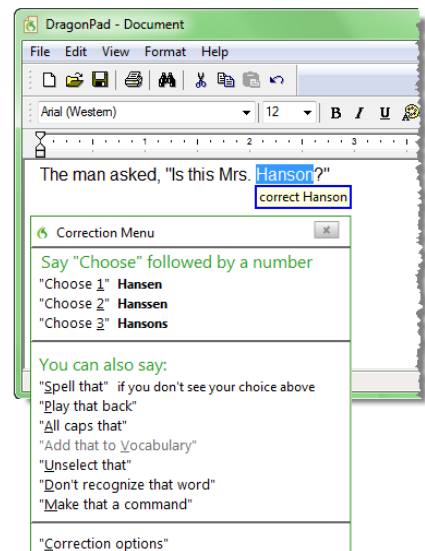 DragonPad - Document
File Edit View Format Help
Arial (Western) 12 B I U
1 2 3
The man asked, "Is this Mrs. Hanson?"
correct Hanson
Correction Menu
Say "Choose" followed by a number
"Choose 1" Hansen
"Choose 2" Hanssen
"Choose 3" Hansons
You can also say:
"Spell that" if you don't see your choice above
"Play that back"
"All caps that"
"Add that to Vocabulary"
"Unselect that"
"Don't recognize that word"
"Make that a command"
"Correction options"